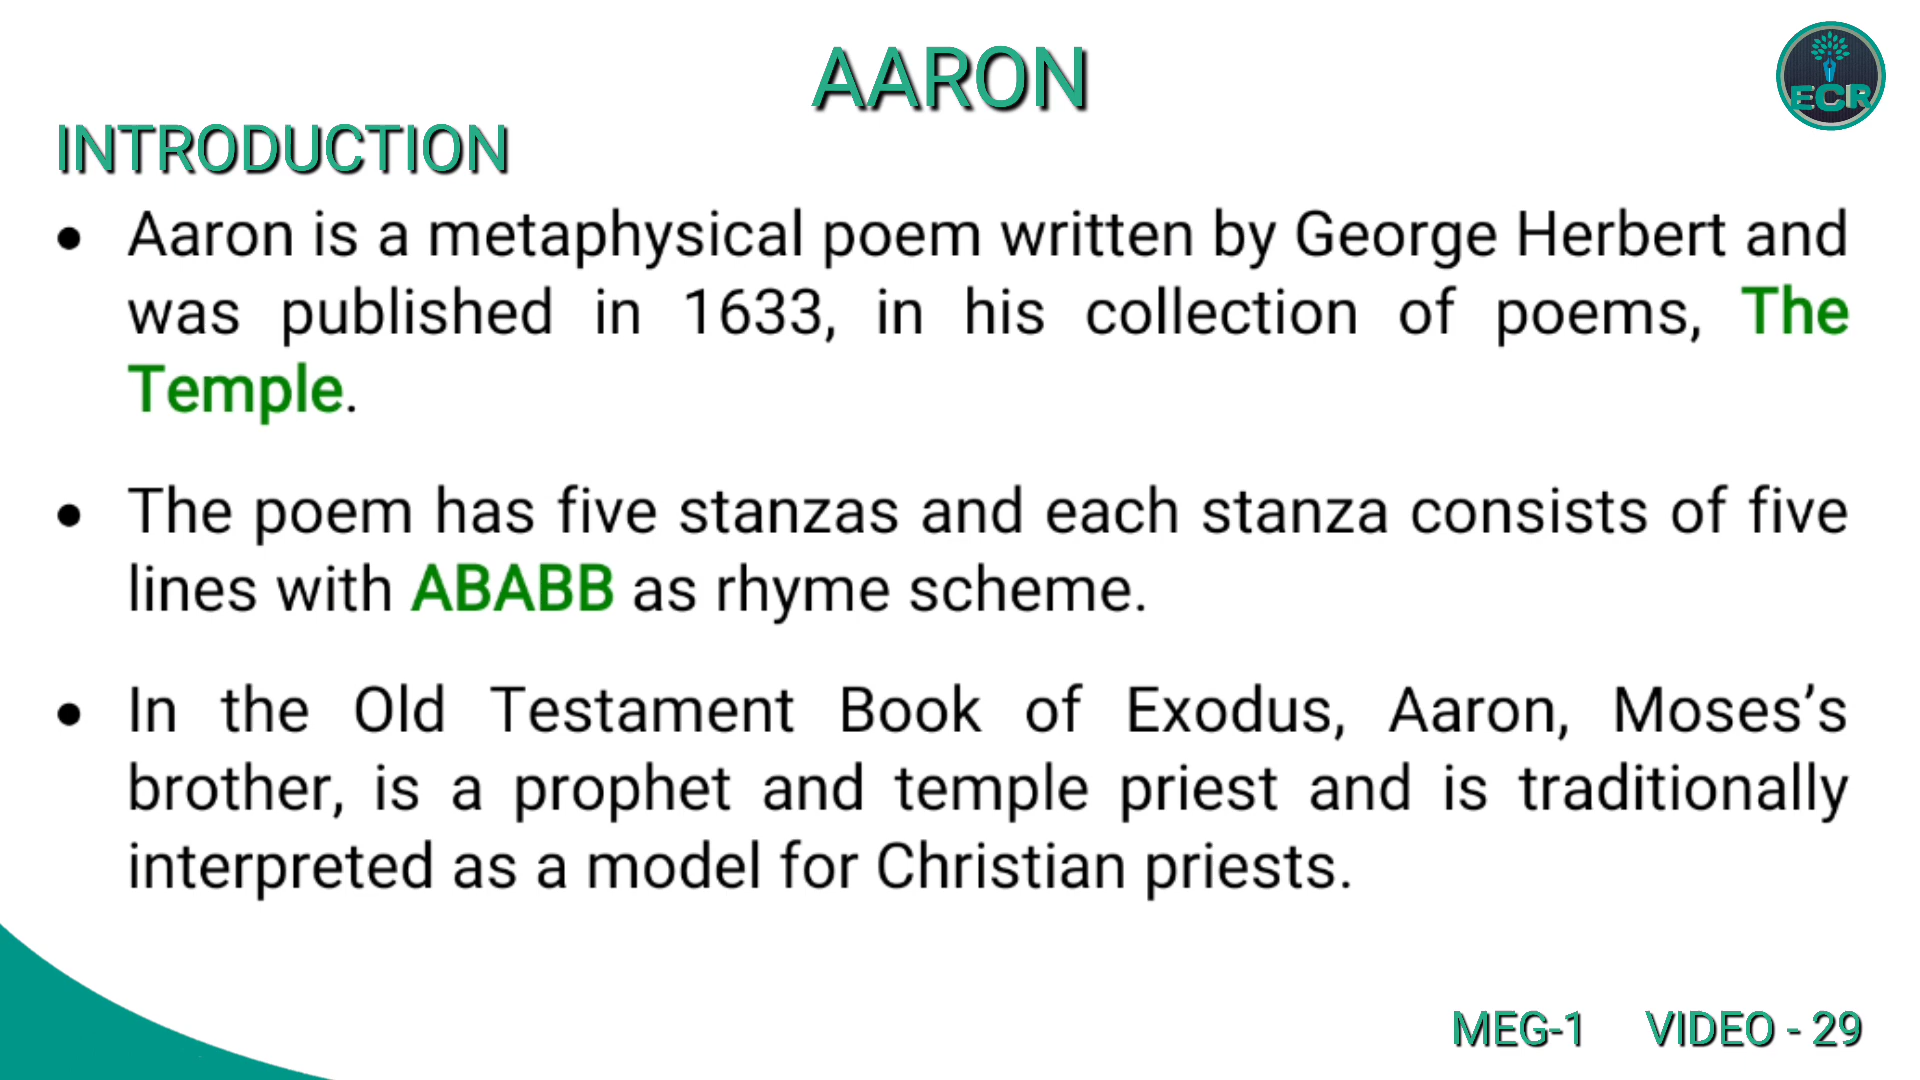 AARON
ECR
INTRODUCTION
• Aaron is a metaphysical poem written by George Herbert and
was published in 1633, in his collection of poems, The
Temple.
• The poem has five stanzas and each stanza consists of five
lines with ABABB as rhyme scheme.
• In the Old Testament Book of Exodus, Aaron, Moses’s
brother, is a prophet and temple priest and is traditionally
interpreted as a model for Christian priests.
MEG-1 VIDEO - 29